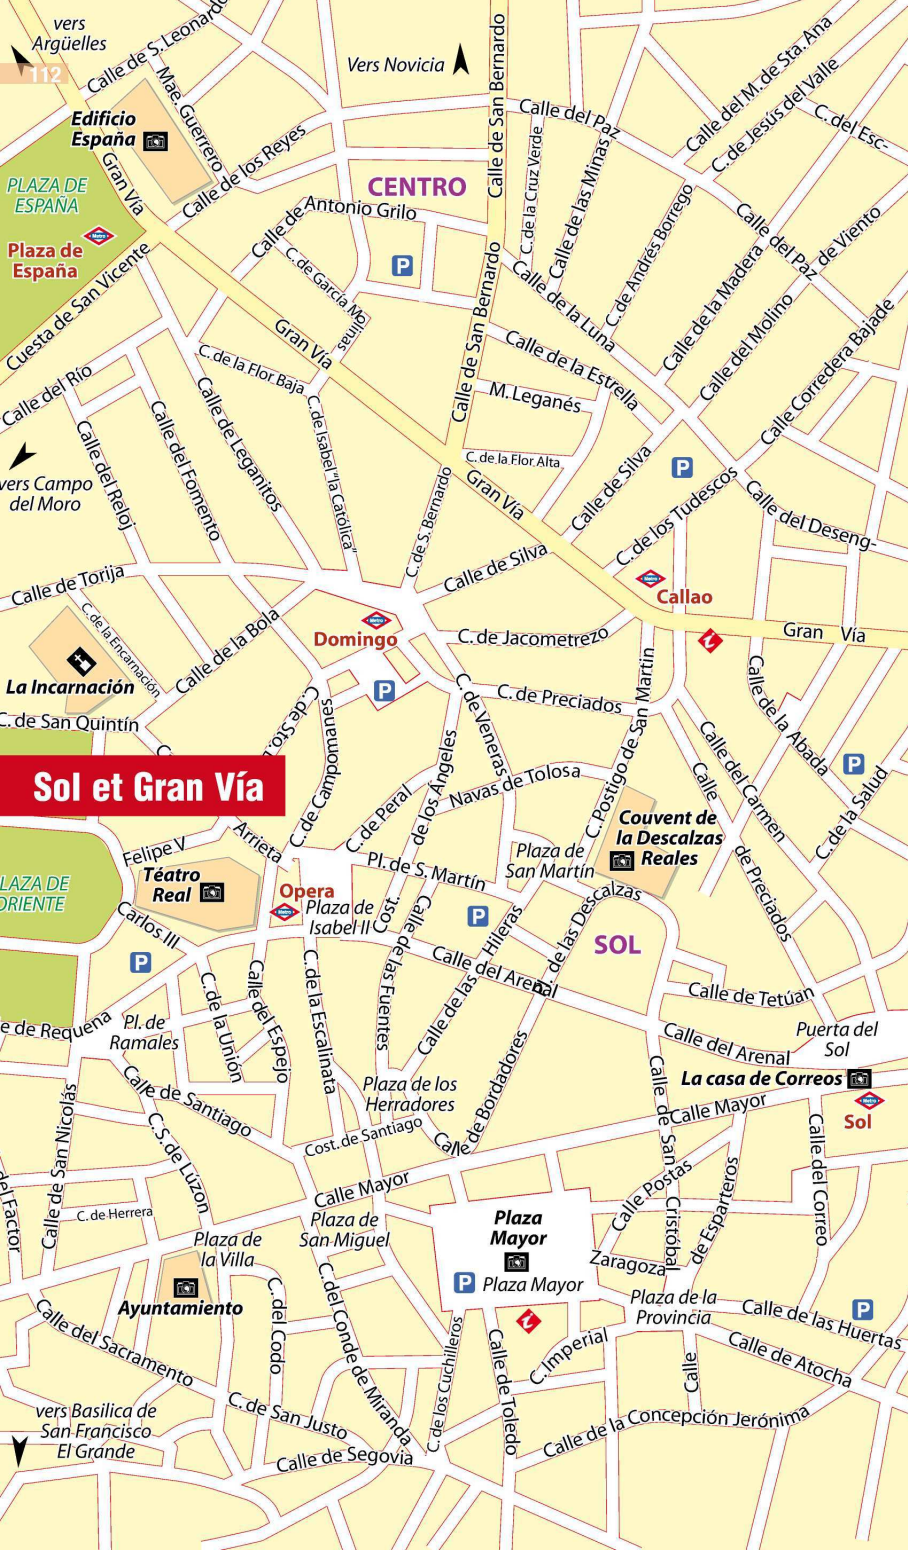 vers
Argüelles
Calle de S. Leonardo
112
Vers Novicia
Calle de San Bernardo
Calle del M. de Sta. Ana
C. de Jesús del Valle
C. del Esc-
Edificio
España
Mae. Guerrero
Calle de los Reyes
Calle del Paz
C. de la Cruz Verde
Calle de las Minas
PLAZA DE
ESPAÑA
Gran Vía
CENTRO
Calle de Antonio Grilo
Plaza de
España
Metro
P
C. de García Molinas
Calle de San Bernardo
Calle de la Luna
C. de Andrés Borrego
Calle del Paz
Calle de la Madera
de Viento
Calle del Molino
Calle Corredera Bajade
Cuesta de San Vicente
Gran Vía
Calle de la Estrella
M. Leganés
C. de la Flor Baja
Calle del Río
Calle de Leganitos
Calle del Fomento
Calle del Reloj
C. de Isabel "la Católica"
C. de la Flor Alta
Gran Vía
Calle de Silva
P
vers Campo
del Moro
C. de S. Bernardo
C. de los Tudescos
Calle del Deseng-
Calle de Silva
Calle de Torija
Metro
Callao
C. de la Encarnación
Calle de la Bola
Metro
Domingo
C. de Jacometrezo
Gran Vía
La Incarnación
P
C. de Preciados
C. de San Quintín
C. de Sto.
C. de Campomanes
C. de Veneras
C. Postigo de San Martin
Calle de la Abada
P
Sol et Gran Vía
de los Ángeles
Navas de Tolosa
Calle del Carmen
C. de la Salud
C. de Peral
Calle de Preciados
Couvent de
la Descalzas
Reales
Felipe V
Arrieta
Plaza de
San Martín
Pl. de S. Martín
LAZA DE
ORIENTE
Téatro
Real
Opera
Metro
Plaza de
Isabel II
Cost.
Calle de las Fuentes
P
Calle de las Hileras
de las Descalzas
SOL
Carlos III
P
Calle del Arenal
Calle de Tetúan
e de Requena
C. de la Unión
Calle del Espejo
C. de la Escalinata
Pl. de
Ramales
Calle del Arenal
Puerta del
Sol
La casa de Correos
Metro
Sol
Plaza de los
Herradores
Calle de Bordadores
Calle de Santiago
Cost. de Santiago
Calle Mayor
Calle de San Nicolás
C. S. de Luzon
Calle de San Cristóbal
Calle del Correo
Calle Mayor
del Factor
C. de Herrera
Plaza de
la Villa
Plaza de
San Miguel
Plaza
Mayor
P
Plaza Mayor
Calle Postas
de Esparteros
Zaragoza
Ayuntamiento
Plaza de la
Provincia
P
Calle de las Huertas
Calle del Sacramento
C. del Codo
C. del Conde de Miranda
C. de los Cuchilleros
Calle de Toledo
C. Imperial
Calle
Calle de Atocha
C. de San Justo
Calle de la Concepción Jerónima
Calle de Segovia
vers Basilica de
San Francisco
El Grande